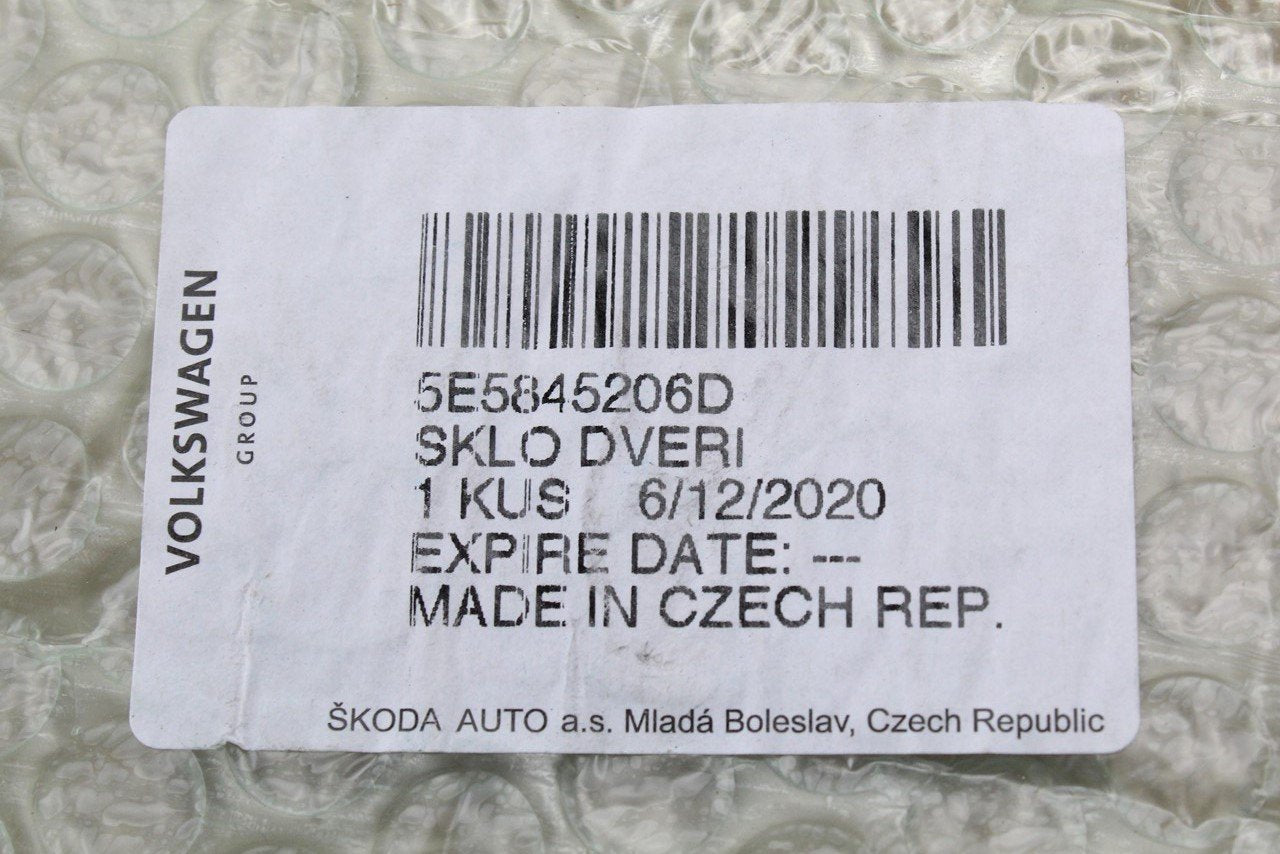 VOLKSWAGEN
GROUP
5E5845206D
SKLO DVERI
1 KUS 6/12/2020
EXPIRE DATE: ---
MADE IN CZECH REP.
ŠKODA AUTO a.s. Mladá Boleslav, Czech Republic